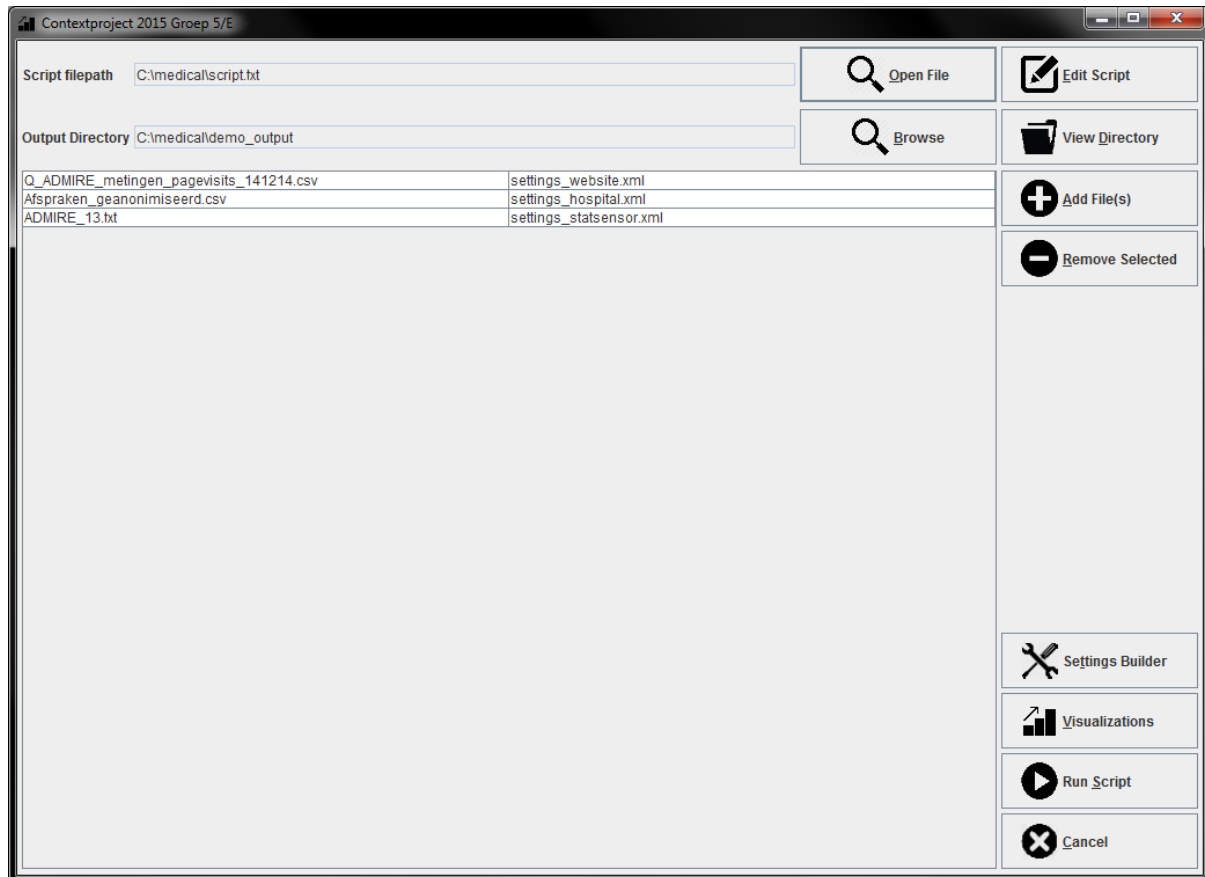 Contextproject 2015 Groep 5/E
Script filepath C:\medical\script.txt Open File Edit Script
Output Directory C:\medical\demo_output Browse View Directory
Q_ADMIRE_metingen_pagevisits_141214.csv settings_website.xml
Afspraken_geanonimiseerd.csv settings_hospital.xml
ADMIRE_13.txt settings_statsensor.xml
Add File(s)
Remove Selected
Settings Builder
Visualizations
Run Script
Cancel